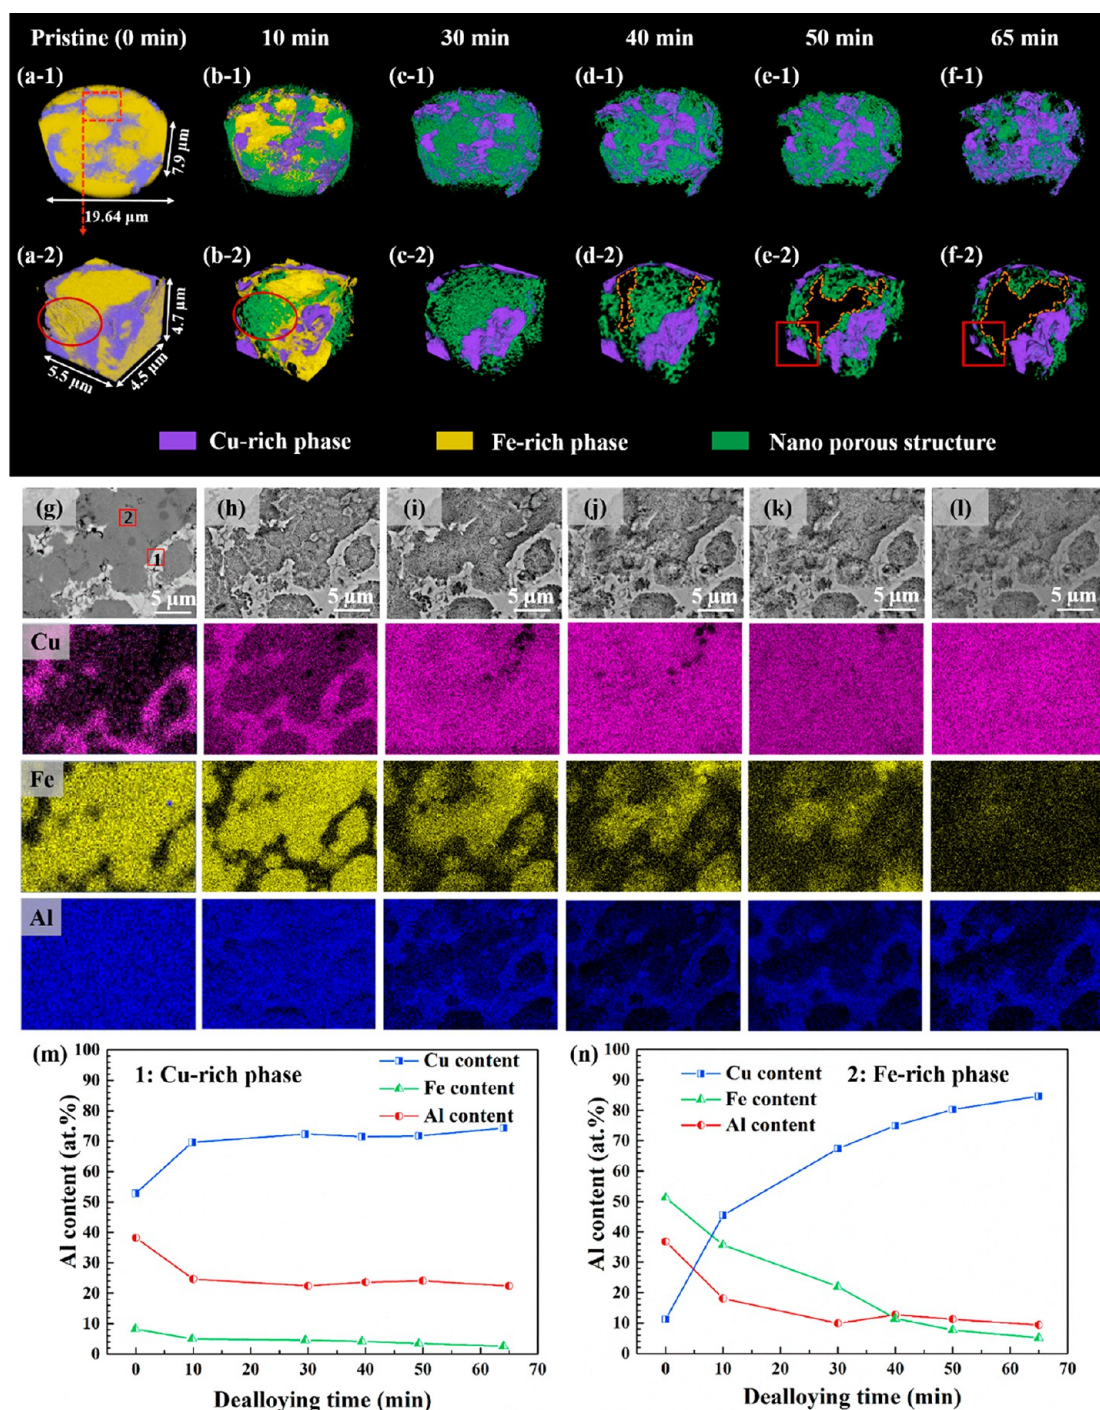 Pristine (0 min) 10 min 30 min 40 min 50 min 65 min
(a-1) (b-1) (c-1) (d-1) (e-1) (f-1)
7.9 μm
19.64 μm
(a-2) (b-2) (c-2) (d-2) (e-2) (f-2)
4.7 μm
5.5 μm 4.5 μm
Cu-rich phase Fe-rich phase Nano porous structure
(g) (h) (i) (j) (k) (l)
2
1
5 μm 5 μm 5 μm 5 μm 5 μm 5 μm
Cu
Fe
Al
(m)
1: Cu-rich phase
Cu content
Fe content
Al content
Al content (at.%)
100
90
80
70
60
50
40
30
20
10
0
0 10 20 30 40 50 60 70
Dealloying time (min)
(n)
2: Fe-rich phase
Cu content
Fe content
Al content
Al content (at.%)
100
90
80
70
60
50
40
30
20
10
0
0 10 20 30 40 50 60 70
Dealloying time (min)